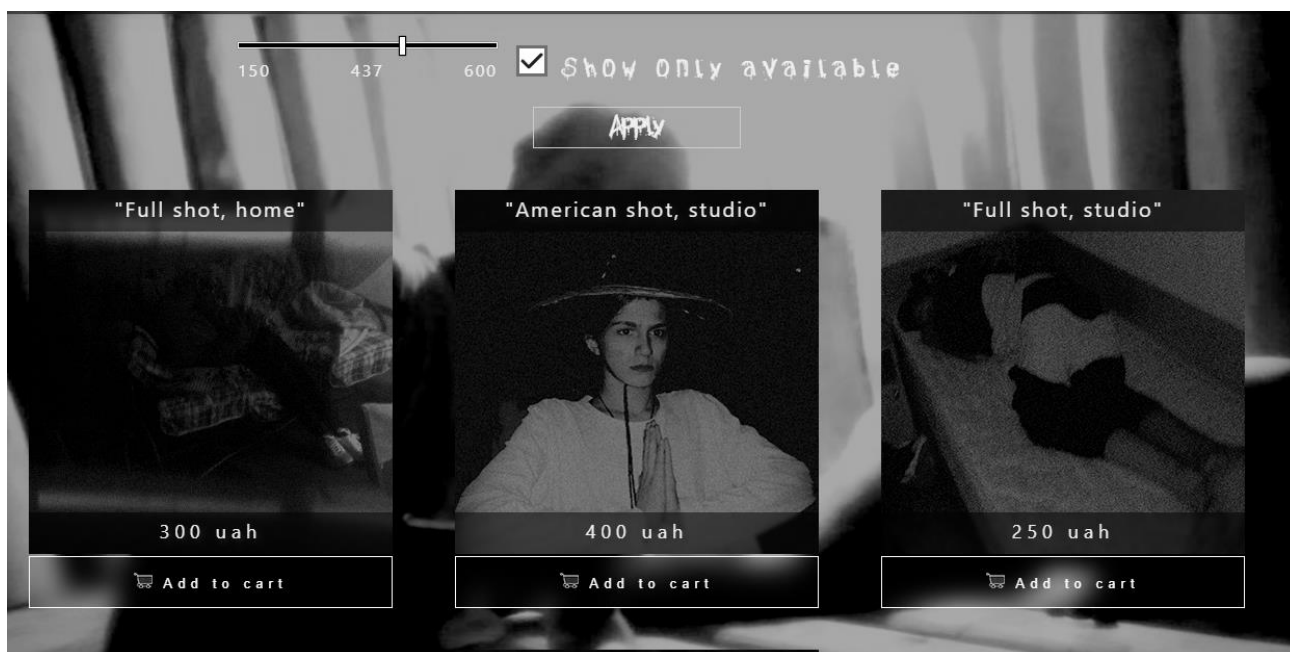 150 437 600
Show only available
Apply
"Full shot, home"
"American shot, studio"
"Full shot, studio"
300 uah
400 uah
250 uah
Add to cart
Add to cart
Add to cart